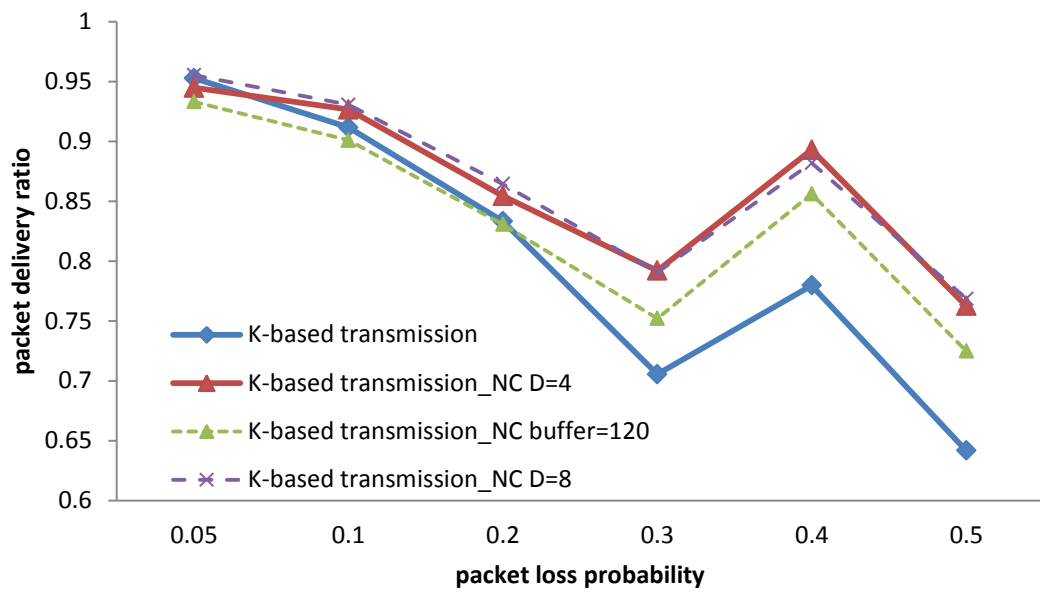 1
0.95
0.9
0.85
0.8
0.75
0.7
0.65
0.6
packet delivery ratio
K-based transmission
K-based transmission_NC D=4
K-based transmission_NC buffer=120
K-based transmission_NC D=8
0.05 0.1 0.2 0.3 0.4 0.5
packet loss probability